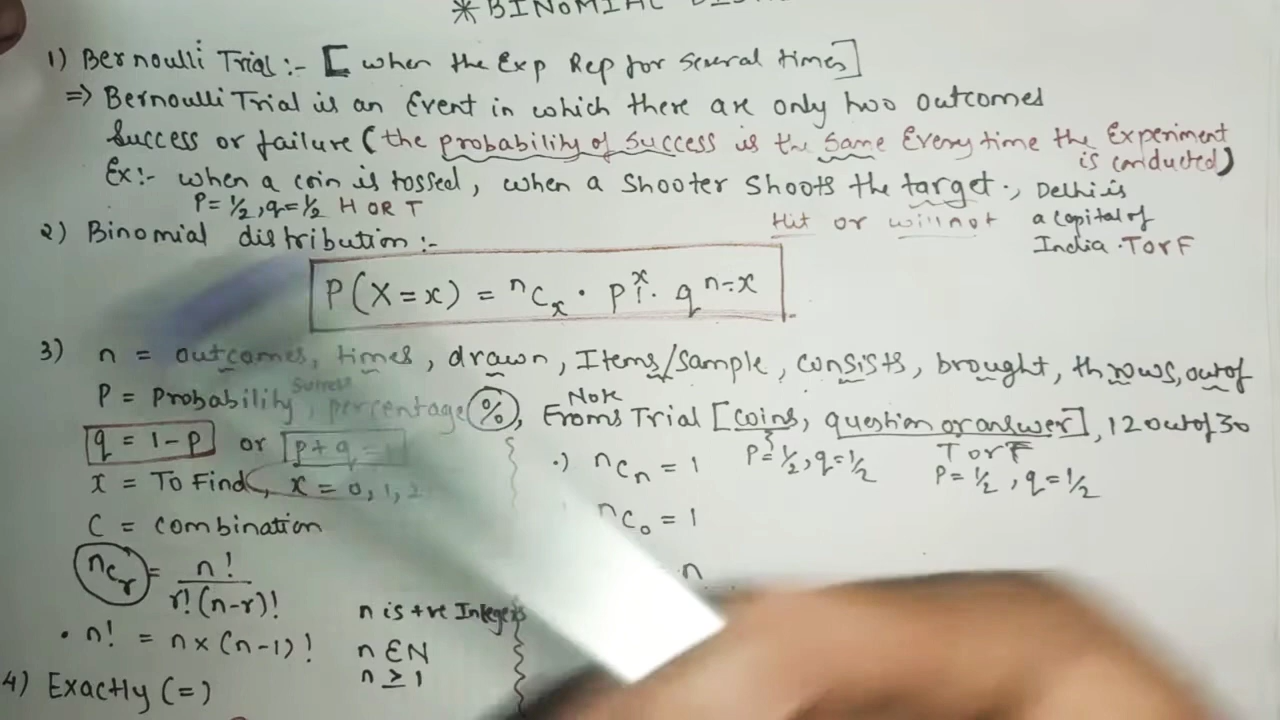 * BINOMIAL
1) Bernoulli Trial :- [ when the Exp Rep for several times]
=> Bernoulli Trial is an Event in which there are only two outcomes
Success or failure ( the probability of Success is the Same Every time the Experiment
is conducted)
Ex:- when a coin is tossed, when a Shooter Shoots the target., Delhi is
P= 1/2, q= 1/2 H OR T
Hit or will not a Capital of
India. T or F
2) Binomial distribution :-
P(X=x) = nCx . p^x . q^n-x
3) n = outcomes, times, drawn, Items/Sample, consists, brought, throws, out of
P = Probability Success, percentage (%), Note Froms Trial [coins, question or answer], 12 out of 30
T or F
q = 1-p or p+q = 1
.) nCn = 1 P= 1/2, q= 1/2 P= 1/2, q= 1/2
x = To Find, x = 0, 1, 2
nC0 = 1
C = combination
n
nCr = n! / r!(n-r)!
n is +ve Integers
. n! = n x (n-1)! n ∈ N
n ≥ 1
4) Exactly (=)